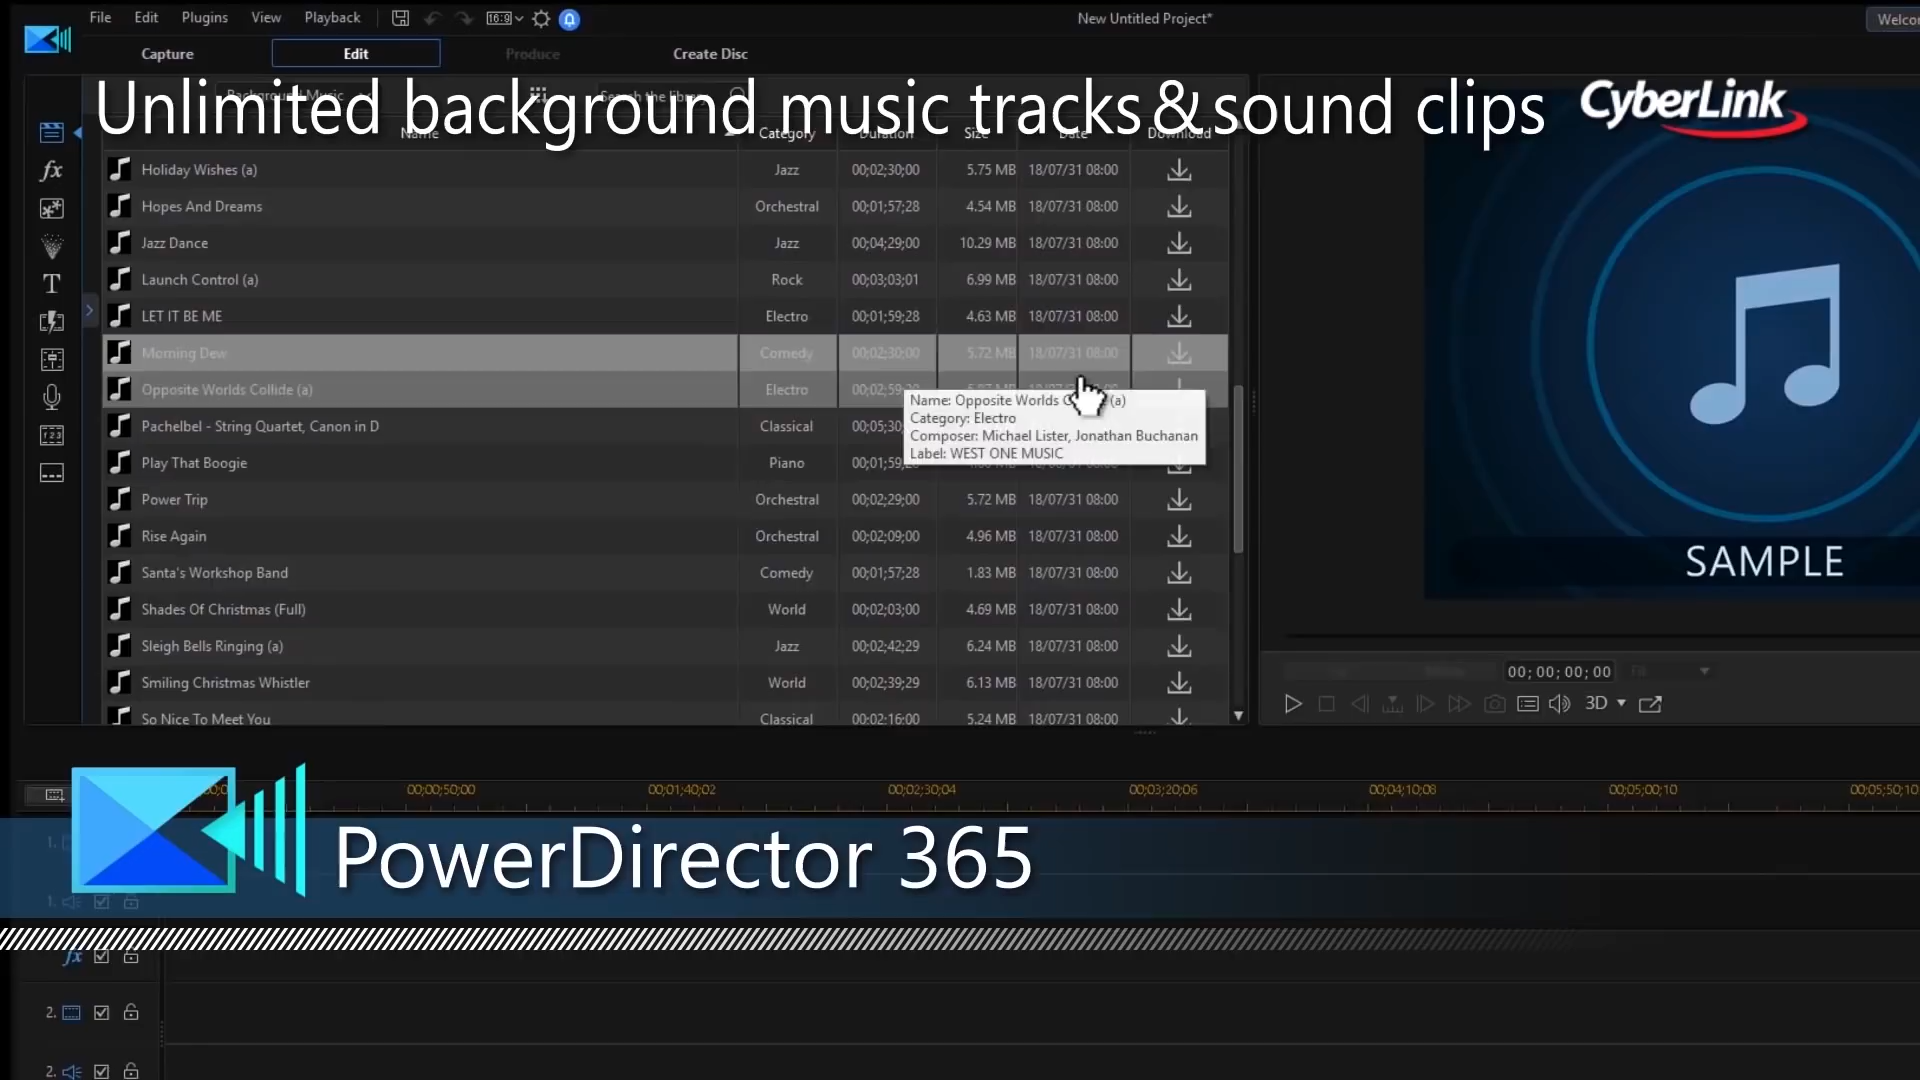 File Edit Plugins View Playback 16:9 New Untitled Project*
Capture Edit Produce Create Disc
Unlimited background music tracks&sound clips
CyberLink
Background Music Search the library
Name Category Duration Size Date Download
Holiday Wishes (a) Jazz 00;02;30;00 5.75 MB 18/07/31 08:00
Hopes And Dreams Orchestral 00;01;57;28 4.54 MB 18/07/31 08:00
Jazz Dance Jazz 00;04;29;00 10.29 MB 18/07/31 08:00
Launch Control (a) Rock 00;03;03;01 6.99 MB 18/07/31 08:00
LET IT BE ME Electro 00;01;59;28 4.63 MB 18/07/31 08:00
Morning Dew Comedy 00;02;30;00 5.72 MB 18/07/31 08:00
Opposite Worlds Collide (a) Electro
Name: Opposite Worlds (a)
Category: Electro
Composer: Michael Lister, Jonathan Buchanan
Label: WEST ONE MUSIC
Pachelbel - String Quartet, Canon in D Classical
Play That Boogie Piano
Power Trip Orchestral 00;02;29;00 5.72 MB 18/07/31 08:00
Rise Again Orchestral 00;02;09;00 4.96 MB 18/07/31 08:00
Santa's Workshop Band Comedy 00;01;57;28 1.83 MB 18/07/31 08:00
Shades Of Christmas (Full) World 00;02;03;00 4.69 MB 18/07/31 08:00
Sleigh Bells Ringing (a) Jazz 00;02;42;29 6.24 MB 18/07/31 08:00
Smiling Christmas Whistler World 00;02;39;29 6.13 MB 18/07/31 08:00
So Nice To Meet You Classical 00;02;16;00 5.24 MB 18/07/31 08:00
SAMPLE
00;00;00;00
3D
00;00;50;00 00;01;40;02 00;02;30;04 00;03;20;06 00;04;10;08 00;05;00;10 00;05;50;10
PowerDirector 365
1.
1.
fx
2.
2.